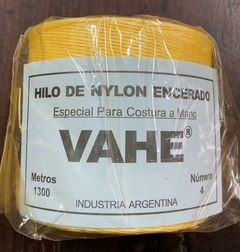 HILO DE NYLON ENCERADO
Especial Para Costura a Mano
VAHE®
Metros Número
1300 4
INDUSTRIA ARGENTINA